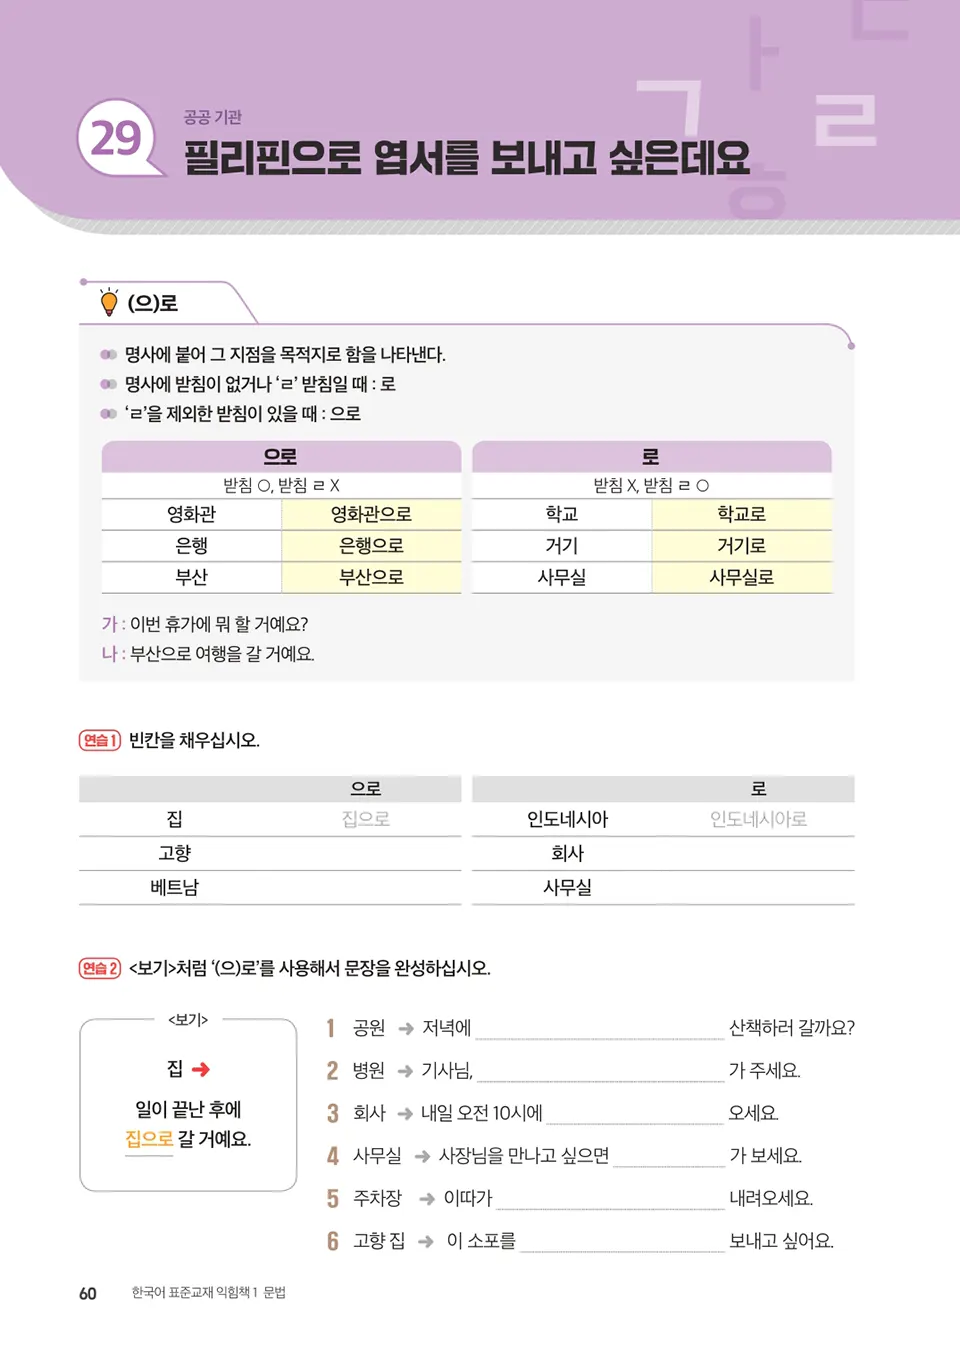 29
공공 기관
필리핀으로 엽서를 보내고 싶은데요
ㄱ ㅏ ㄷ ㄹ ㅎ
(으)로
명사에 붙어 그 지점을 목적지로 함을 나타낸다.
명사에 받침이 없거나 ‘ㄹ’ 받침일 때 : 로
‘ㄹ’을 제외한 받침이 있을 때 : 으로
으로 로
받침 O, 받침 ㄹ X 받침 X, 받침 ㄹ O
영화관 영화관으로 학교 학교로
은행 은행으로 거기 거기로
부산 부산으로 사무실 사무실로
가 : 이번 휴가에 뭐 할 거예요?
나 : 부산으로 여행을 갈 거예요.
연습 1 빈칸을 채우십시오.
으로 로
집 집으로 인도네시아 인도네시아로
고향 회사
베트남 사무실
연습 2 <보기>처럼 ‘(으)로’를 사용해서 문장을 완성하십시오.
<보기>
집 ➜
일이 끝난 후에
집으로 갈 거예요.
1 공원 ➜ 저녁에 산책하러 갈까요?
2 병원 ➜ 기사님, 가 주세요.
3 회사 ➜ 내일 오전 10시에 오세요.
4 사무실 ➜ 사장님을 만나고 싶으면 가 보세요.
5 주차장 ➜ 이따가 내려오세요.
6 고향 집 ➜ 이 소포를 보내고 싶어요.
60 한국어 표준교재 익힘책 1 문법